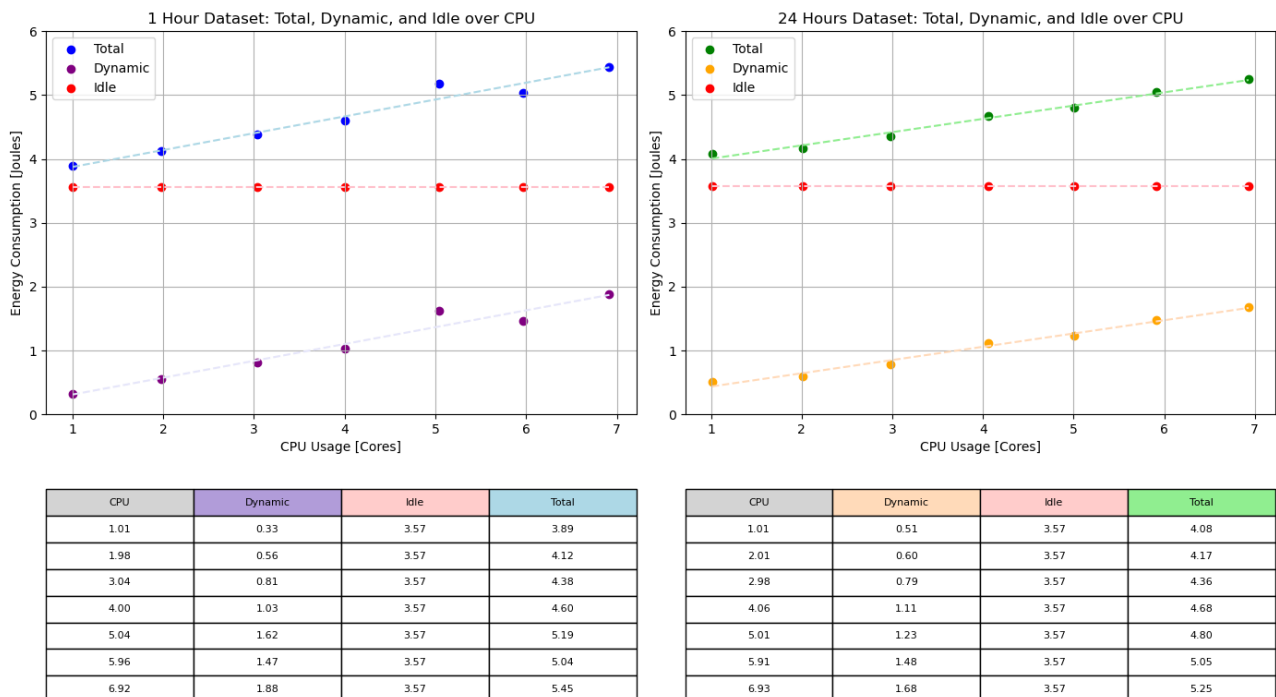 1 Hour Dataset: Total, Dynamic, and Idle over CPU
6
5
4
3
2
1
0
Energy Consumption [Joules]
Total
Dynamic
Idle
1 2 3 4 5 6 7
CPU Usage [Cores]
24 Hours Dataset: Total, Dynamic, and Idle over CPU
6
5
4
3
2
1
0
Energy Consumption [Joules]
Total
Dynamic
Idle
1 2 3 4 5 6 7
CPU Usage [Cores]
CPU Dynamic Idle Total
1.01 0.33 3.57 3.89
1.98 0.56 3.57 4.12
3.04 0.81 3.57 4.38
4.00 1.03 3.57 4.60
5.04 1.62 3.57 5.19
5.96 1.47 3.57 5.04
6.92 1.88 3.57 5.45
CPU Dynamic Idle Total
1.01 0.51 3.57 4.08
2.01 0.60 3.57 4.17
2.98 0.79 3.57 4.36
4.06 1.11 3.57 4.68
5.01 1.23 3.57 4.80
5.91 1.48 3.57 5.05
6.93 1.68 3.57 5.25